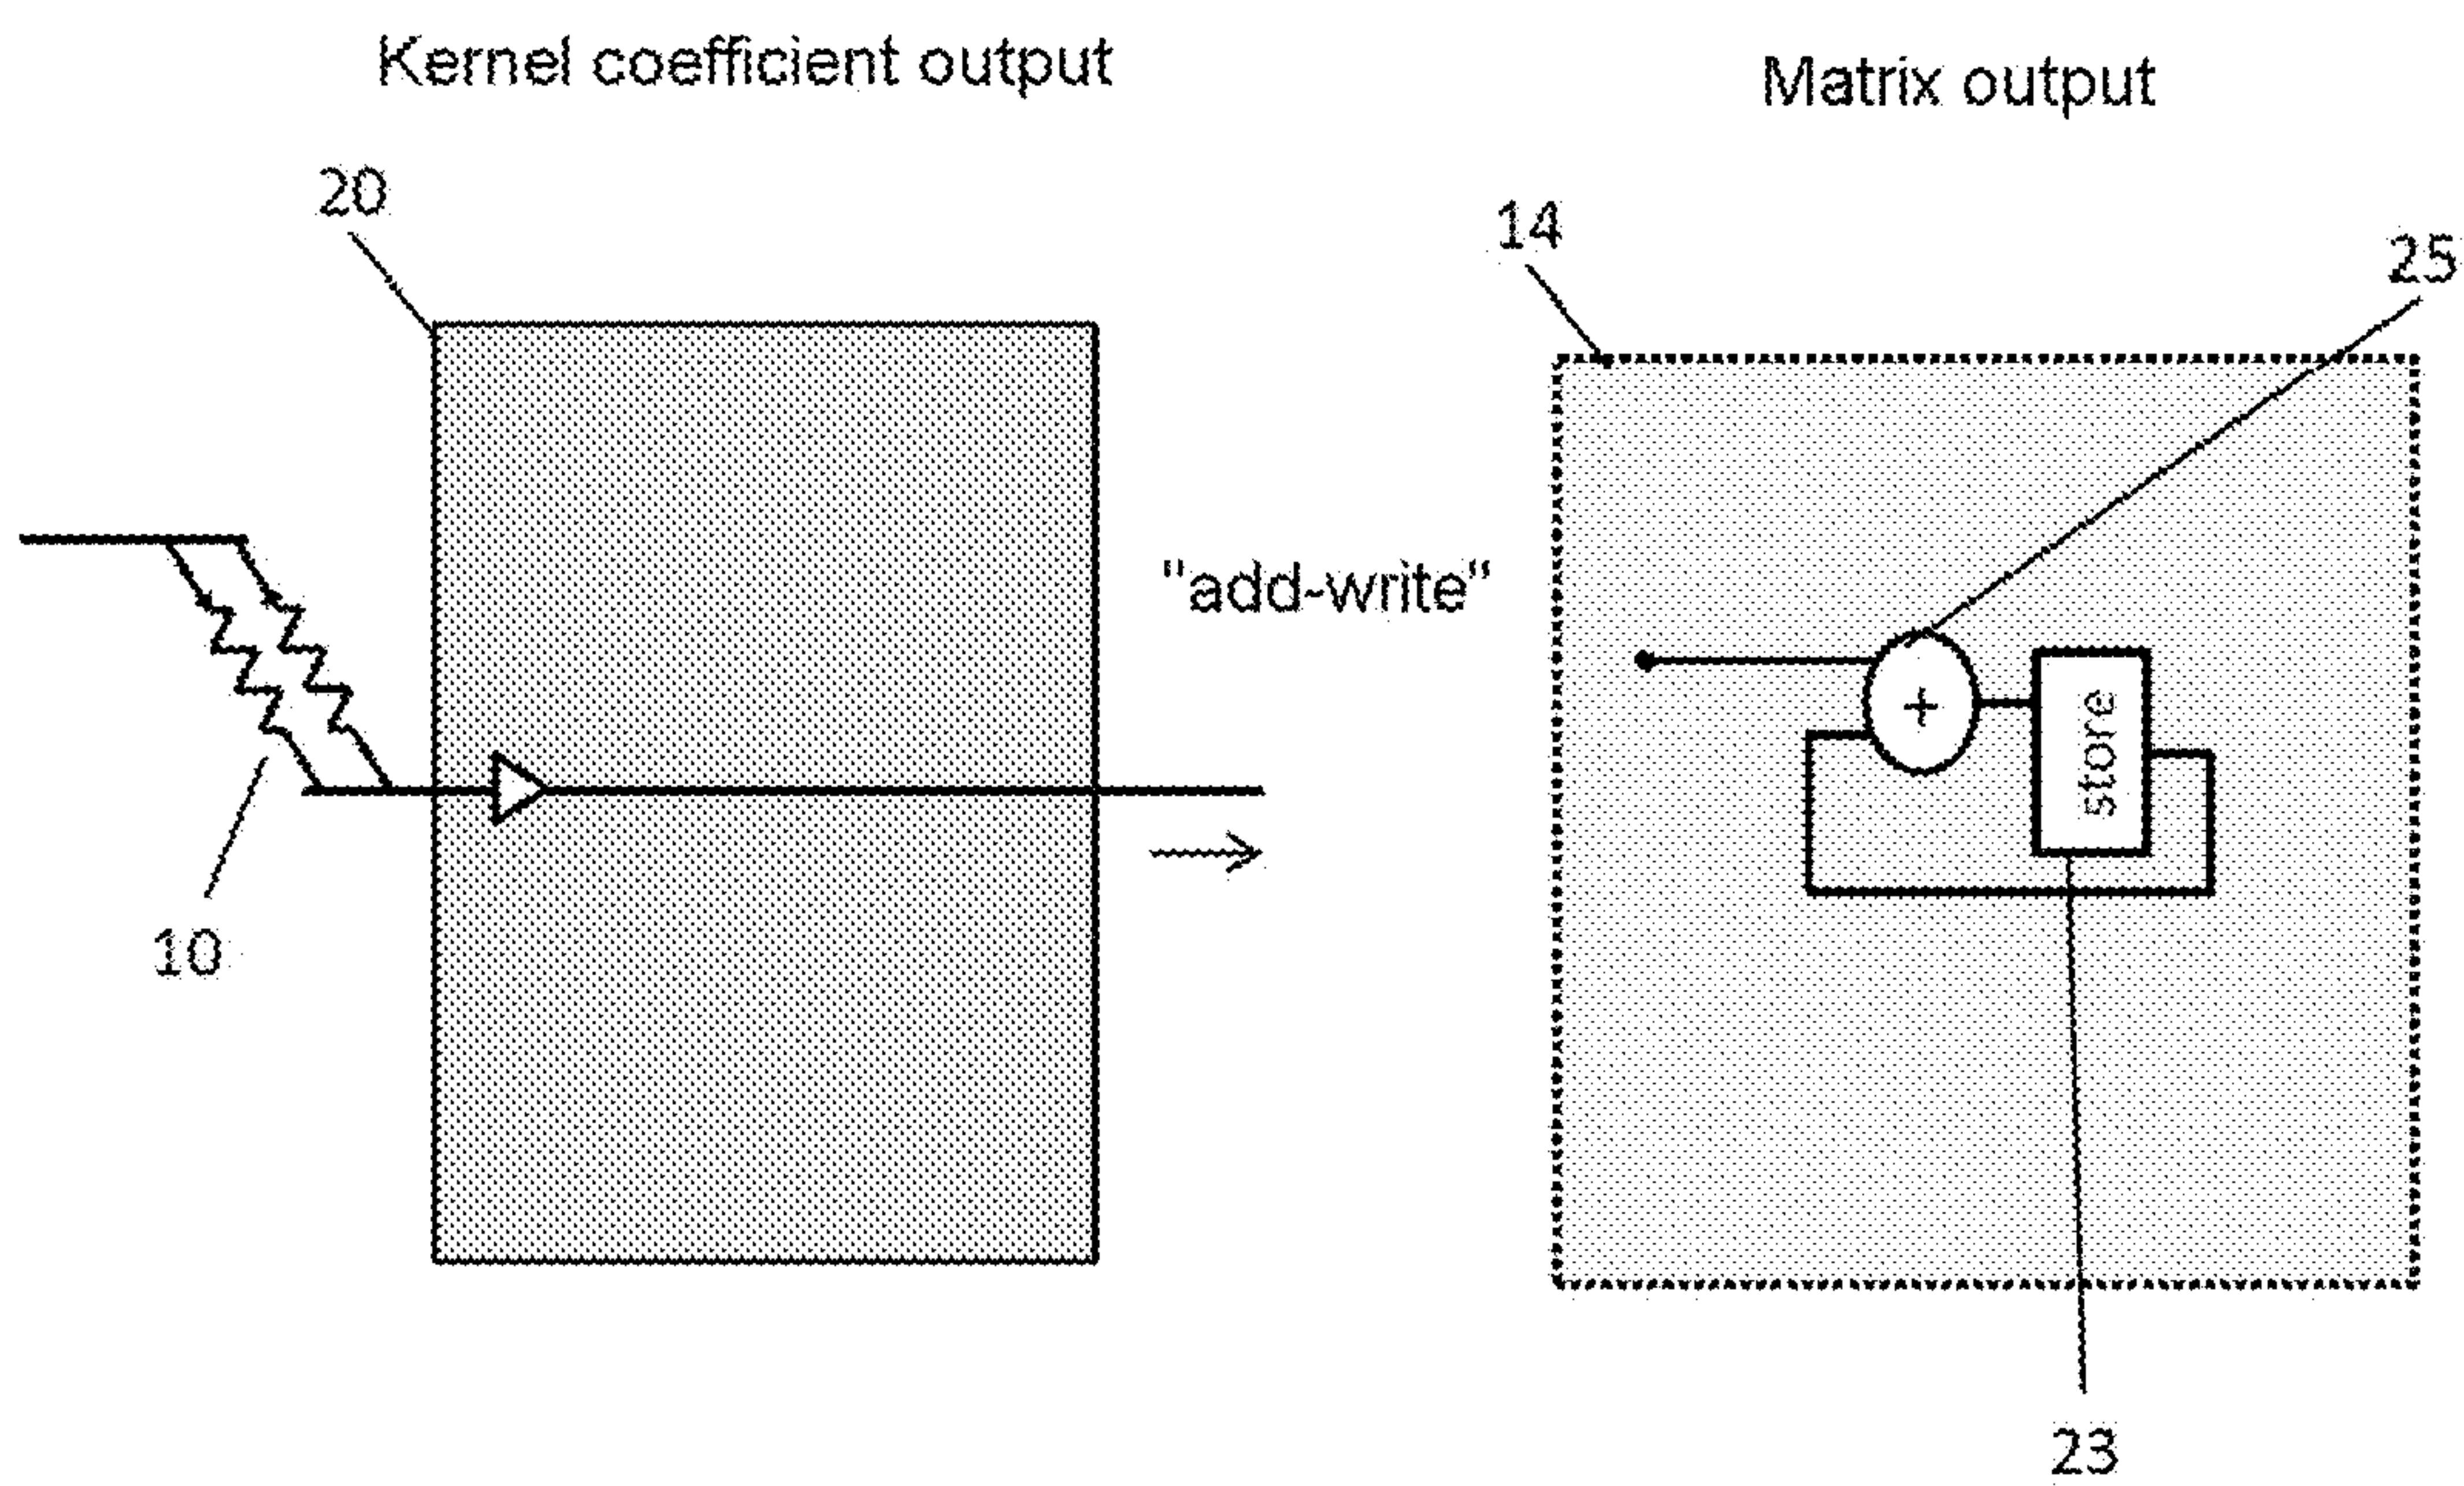 Kernel coefficient output
Matrix output
20
14
25
"add-write"
+
store
10
23